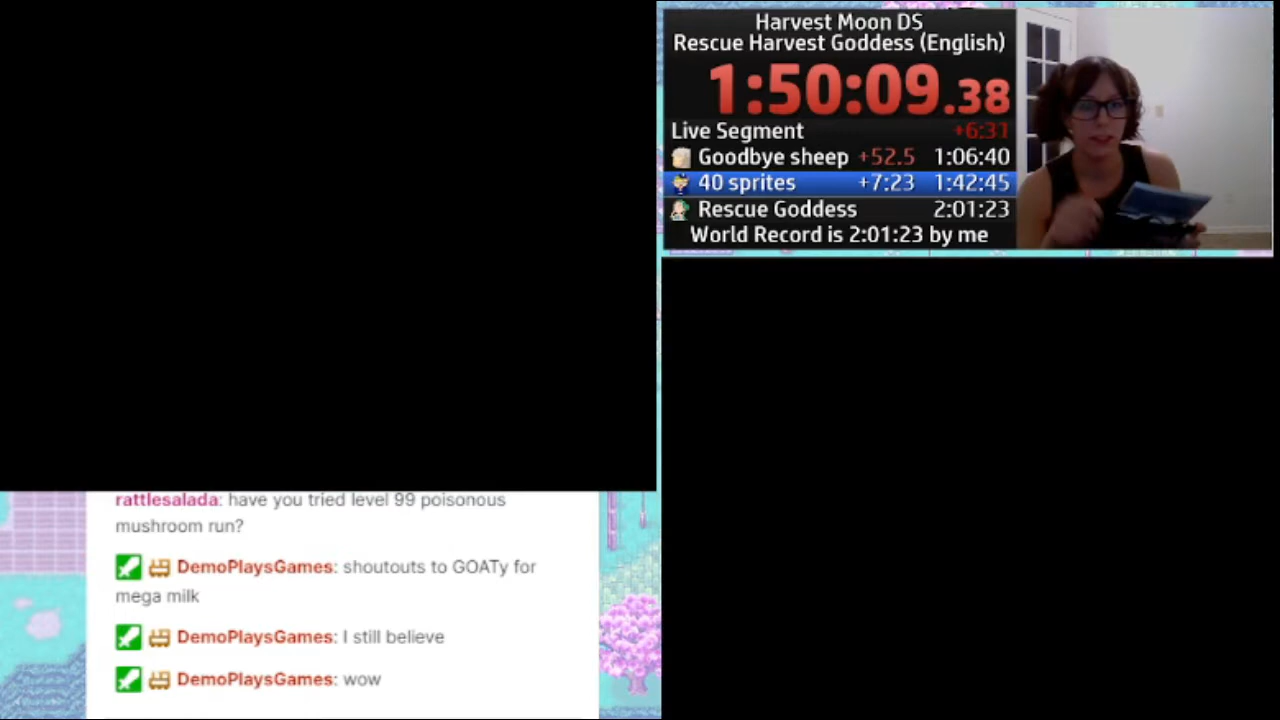 Harvest Moon DS
Rescue Harvest Goddess (English)
1:50:09.38
Live Segment +6:31
Goodbye sheep +52.5 1:06:40
40 sprites +7:23 1:42:45
Rescue Goddess 2:01:23
World Record is 2:01:23 by me
rattlesalada: have you tried level 99 poisonous
mushroom run?
DemoPlaysGames: shoutouts to GOATy for
mega milk
DemoPlaysGames: I still believe
DemoPlaysGames: wow